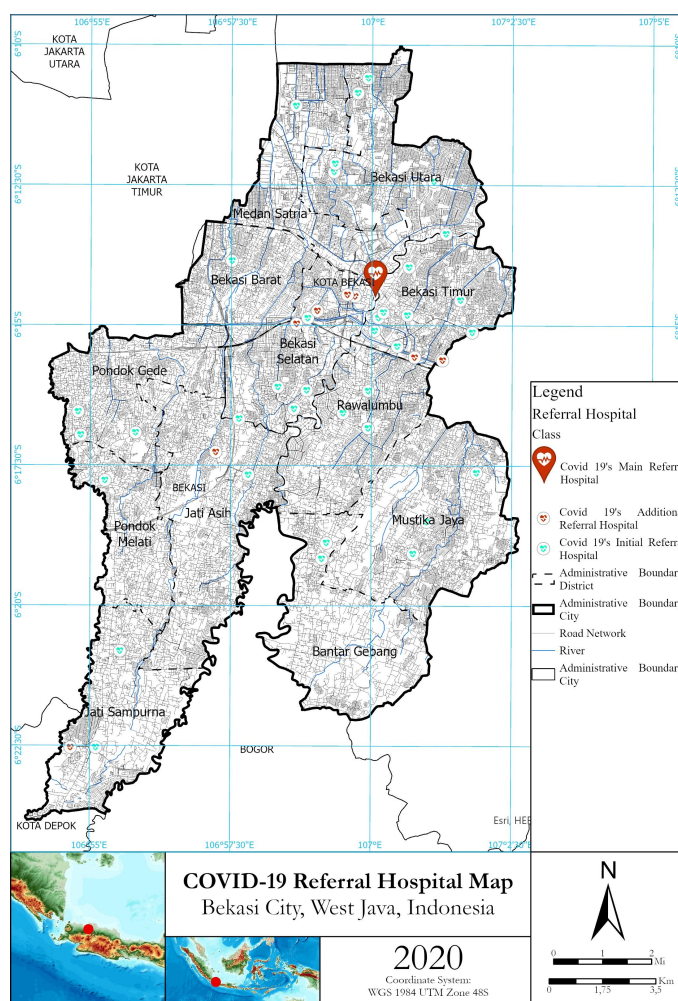 106°55'E
106°57'30"E
107°0'E
107°2'30"E
107°5'E
6°10'S
KOTA
JAKARTA
UTARA
KOTA
JAKARTA
TIMUR
6°12'30"S
Bekasi Utara
Medan Satria
Bekasi Barat
KOTA BEKASI
Bekasi Timur
6°15'S
Bekasi
Selatan
Pondok Gede
Rawalumbu
6°17'30"S
BEKASI
Jati Asih
Mustika Jaya
Pondok
Melati
6°20'S
Bantar Gebang
Jati Sampurna
6°22'30"S
BOGOR
KOTA DEPOK
Esri, HE
106°55'E
106°57'30"E
107°0'E
Legend
Referral Hospital
Class
Covid 19's Main Referr
Hospital
Covid 19's Addition
Referral Hospital
Covid 19's Initial Referr
Hospital
Administrative Boundar
District
Administrative Boundar
City
Road Network
River
Administrative Boundar
City
COVID-19 Referral Hospital Map
Bekasi City, West Java, Indonesia
2020
Coordinate System:
WGS 1984 UTM Zone 48S
N
0 1 2
Mi
Km
0 1,75 3,5